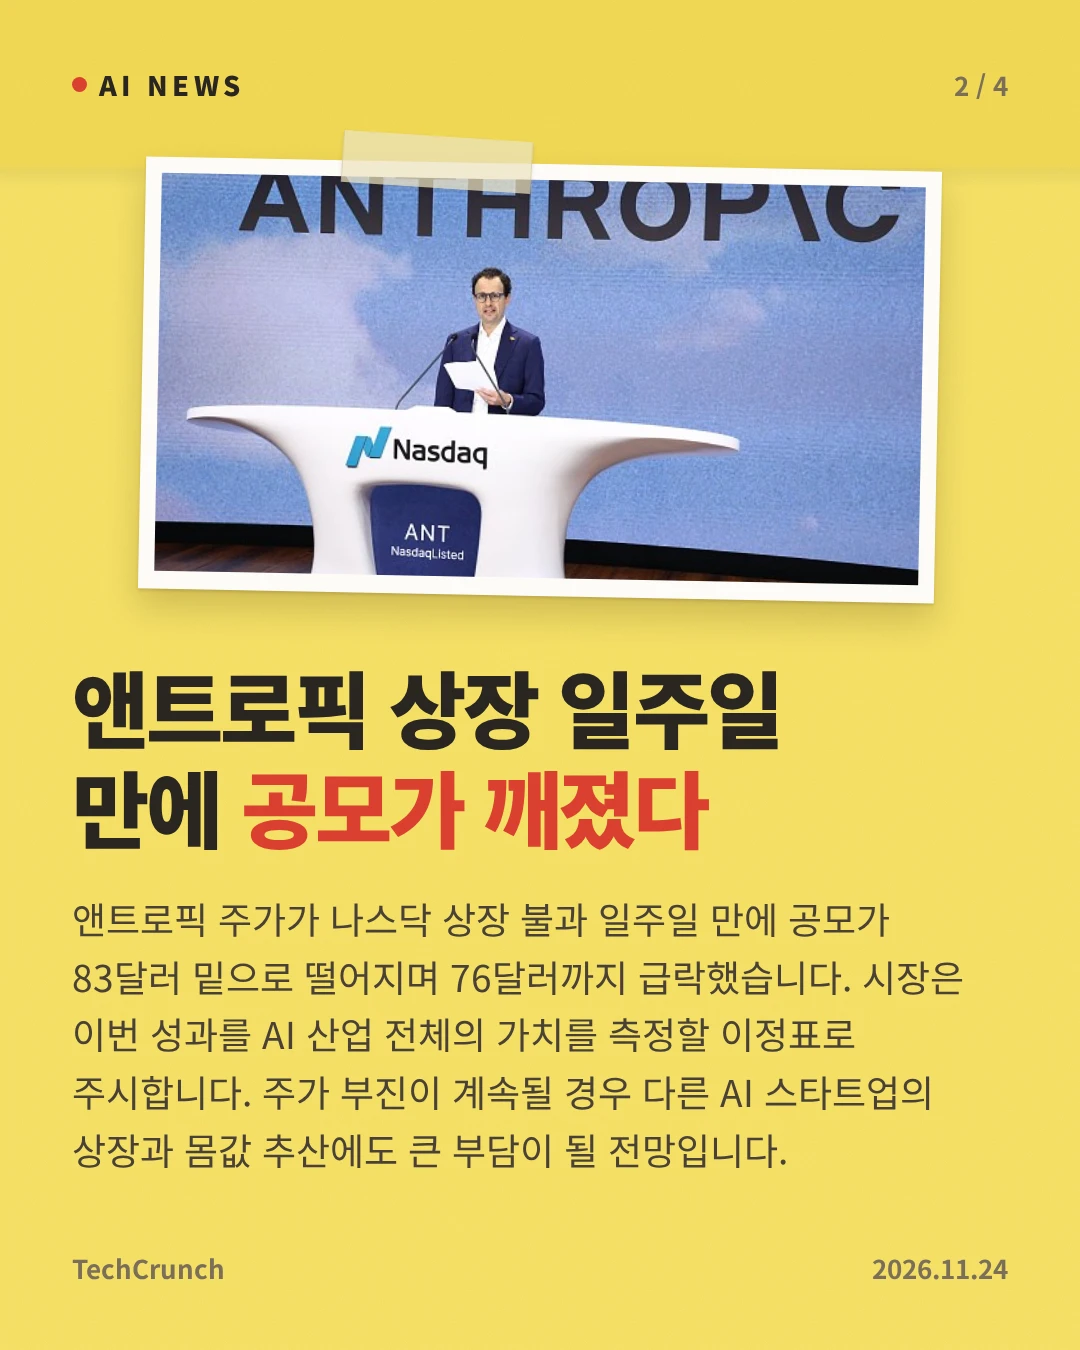 AI NEWS
2 / 4
ANTHROP\C
Nasdaq
ANT
NasdaqListed
앤트로픽 상장 일주일
만에 공모가 깨졌다
앤트로픽 주가가 나스닥 상장 불과 일주일 만에 공모가
83달러 밑으로 떨어지며 76달러까지 급락했습니다. 시장은
이번 성과를 AI 산업 전체의 가치를 측정할 이정표로
주시합니다. 주가 부진이 계속될 경우 다른 AI 스타트업의
상장과 몸값 추산에도 큰 부담이 될 전망입니다.
TechCrunch
2026.11.24